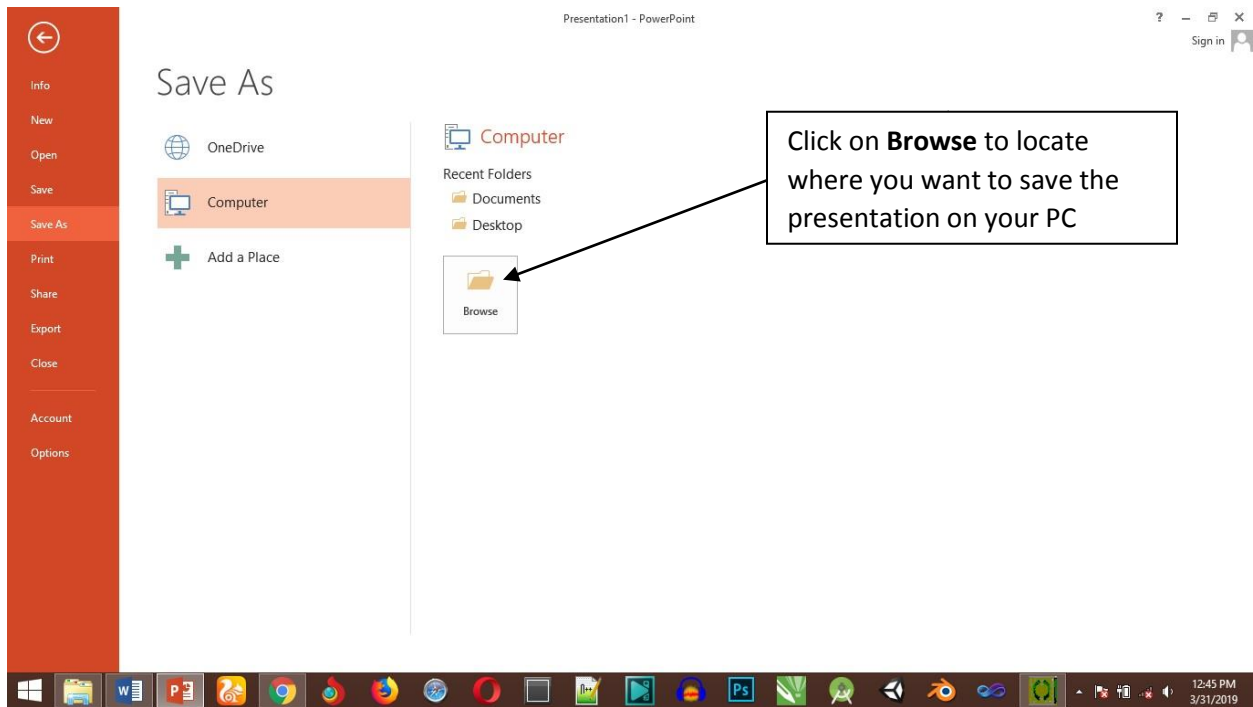 Presentation1 - PowerPoint
?
Sign in
Info
New
Open
Save
Save As
Print
Share
Export
Close
Account
Options
Save As
OneDrive
Computer
Add a Place
Computer
Recent Folders
Documents
Desktop
Browse
Click on Browse to locate
where you want to save the
presentation on your PC
W
P
Ps
12:45 PM
3/31/2019